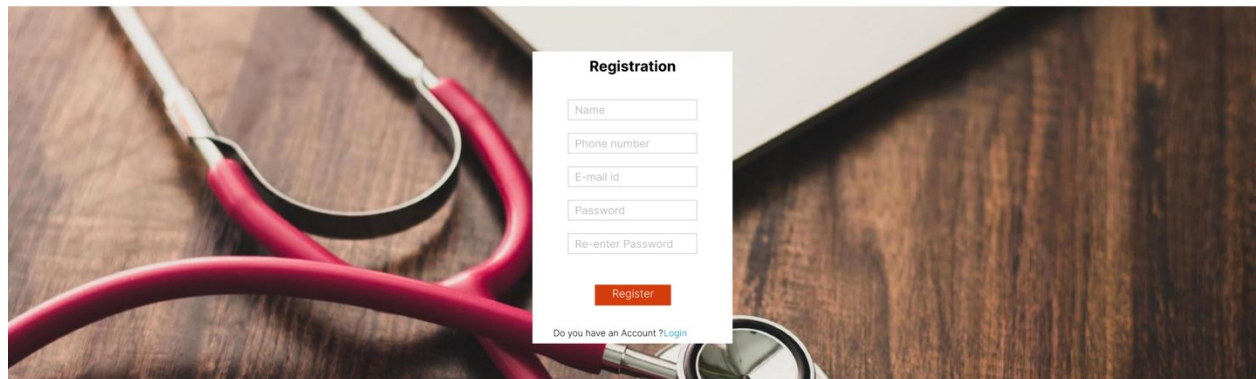 Registration
Name
Phone number
E-mail id
Password
Re-enter Password
Register
Do you have an Account ?Login